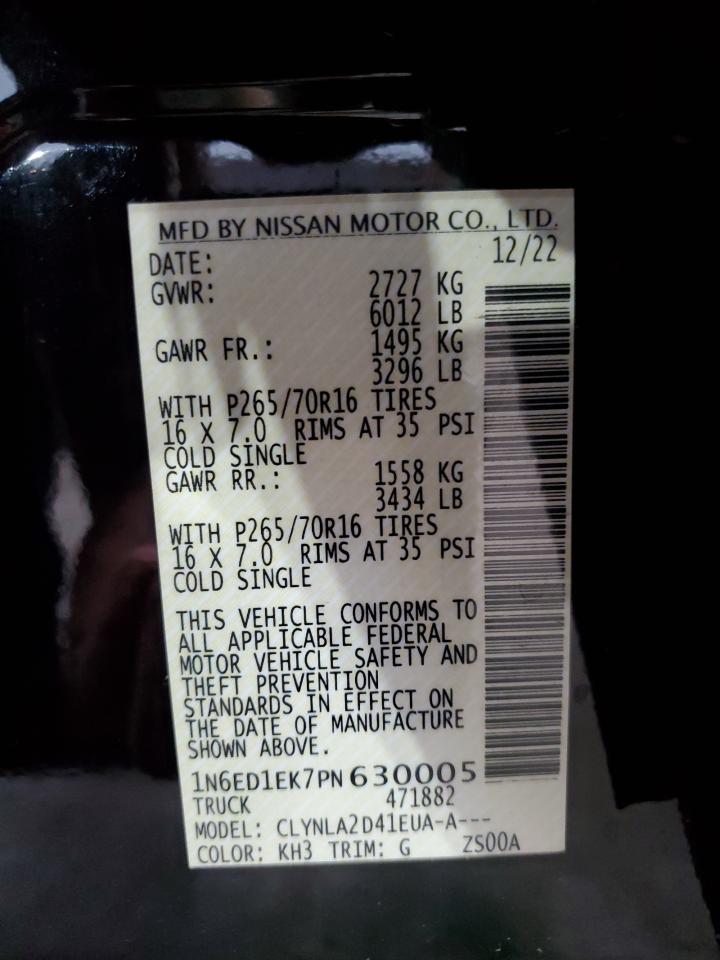 MFD BY NISSAN MOTOR CO., LTD.
DATE: 12/22
GVWR: 2727 KG
6012 LB
GAWR FR.: 1495 KG
3296 LB
WITH P265/70R16 TIRES
16 X 7.0 RIMS AT 35 PSI
COLD SINGLE
GAWR RR.: 1558 KG
3434 LB
WITH P265/70R16 TIRES
16 X 7.0 RIMS AT 35 PSI
COLD SINGLE
THIS VEHICLE CONFORMS TO
ALL APPLICABLE FEDERAL
MOTOR VEHICLE SAFETY AND
THEFT PREVENTION
STANDARDS IN EFFECT ON
THE DATE OF MANUFACTURE
SHOWN ABOVE.
1N6ED1EK7PN630005
TRUCK 471882
MODEL: CLYNLA2D41EUA-A---
COLOR: KH3 TRIM: G ZS00A